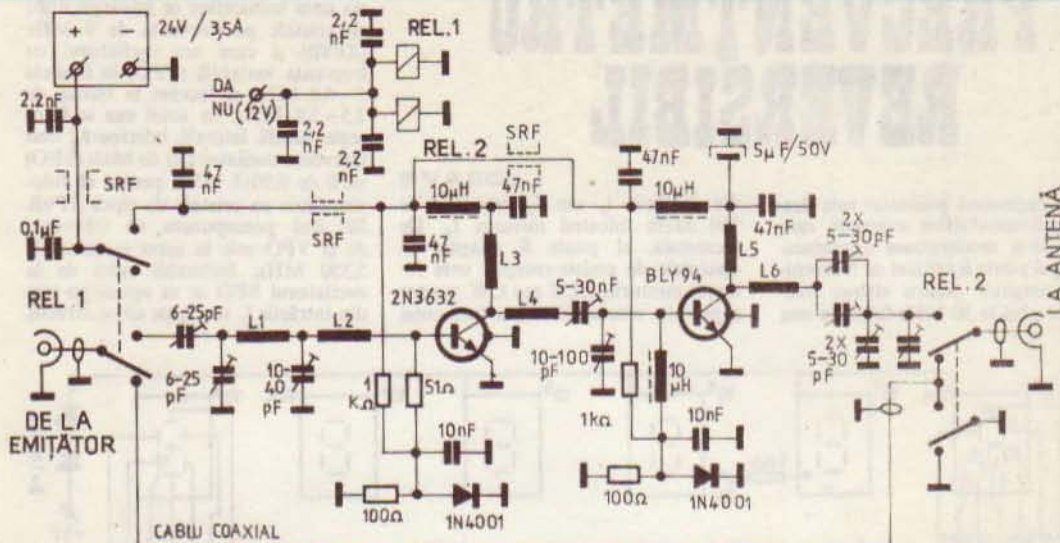 + − 24V / 3,5A
2,2 nF
REL.1
2,2nF
DA
NU (12V)
2,2 nF
2,2 nF
SRF
47 nF
REL.2
SRF
10µH
47nF
47nF
10µH
5µF/50V
0,1µF
SRF
47 nF
L3
47nF
L5
2X
5-30pF
REL. 1
6-25pF
2N3632
L4
5-30nF
BLY94
L6
REL. 2
LA ANTENĂ
L1
L2
6-25 pF
10-40 pF
1 KΩ
51Ω
10-100 pF
1kΩ
10 µH
2X
5-30 pF
DE LA
EMIȚĂTOR
10nF
10nF
100Ω
1N4001
100Ω
1N4001
CABLU COAXIAL